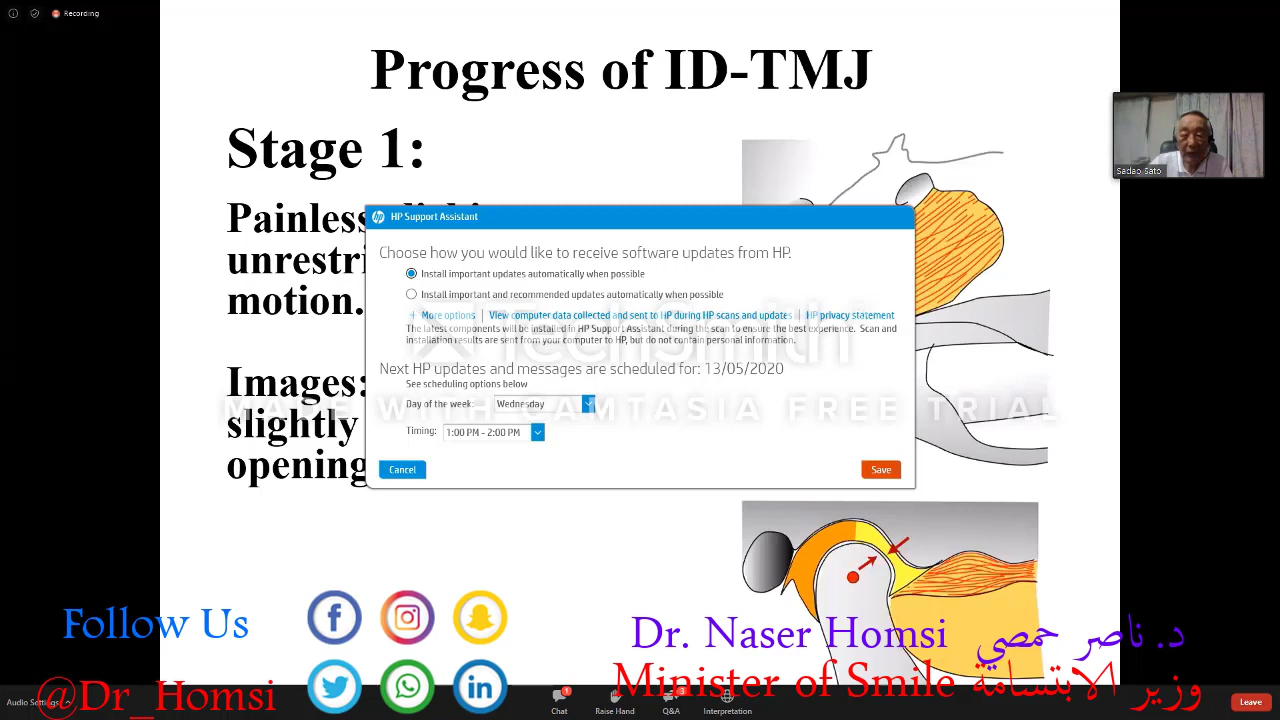 Recording
Progress of ID-TMJ
Stage 1:
Painless
unrestri
motion.
Images:
slightly
opening
Sadao Sato
HP Support Assistant
Choose how you would like to receive software updates from HP.
Install important updates automatically when possible
Install important and recommended updates automatically when possible
+ More options | View computer data collected and sent to HP during HP scans and updates | HP privacy statement
The latest components will be installed in HP Support Assistant during the scan to ensure the best experience. Scan and
installation results are sent from your computer to HP, but do not contain personal information.
Next HP updates and messages are scheduled for: 13/05/2020
See scheduling options below
Day of the week: Wednesday
Timing: 1:00 PM - 2:00 PM
Cancel
Save
TechSmith
MADE WITH CAMTASIA FREE TRIAL
Follow Us
@Dr_Homsi
Dr. Naser Homsi د. ناصر حمصي
Minister of Smile وزير الابتسامة
Audio Settings
Chat 1
Raise Hand
Q&A 3
Interpretation
Leave